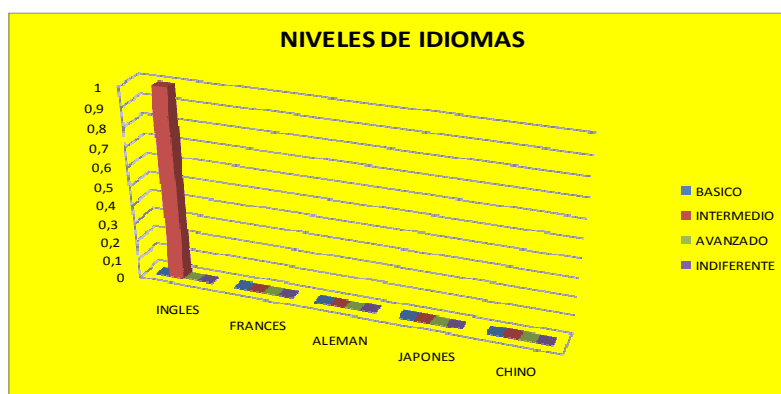 NIVELES DE IDIOMAS
1
0,9
0,8
0,7
0,6
0,5
0,4
0,3
0,2
0,1
0
INGLES
FRANCES
ALEMAN
JAPONES
CHINO
BASICO
INTERMEDIO
AVANZADO
INDIFERENTE